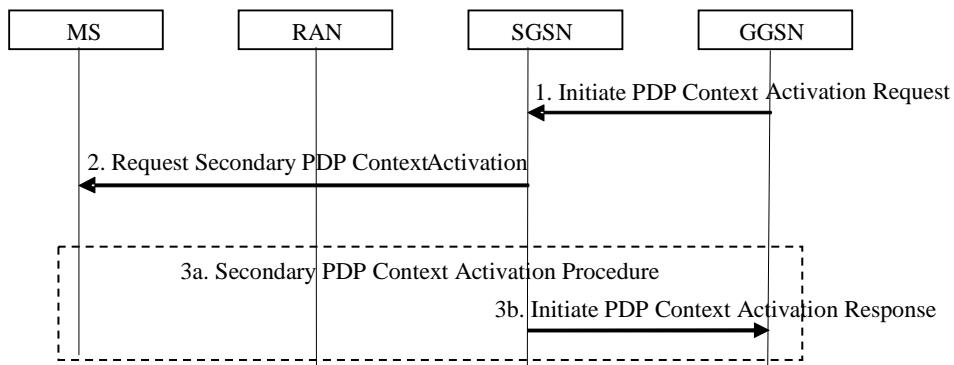 MS
RAN
SGSN
GGSN
1. Initiate PDP Context Activation Request
2. Request Secondary PDP ContextActivation
3a. Secondary PDP Context Activation Procedure
3b. Initiate PDP Context Activation Response